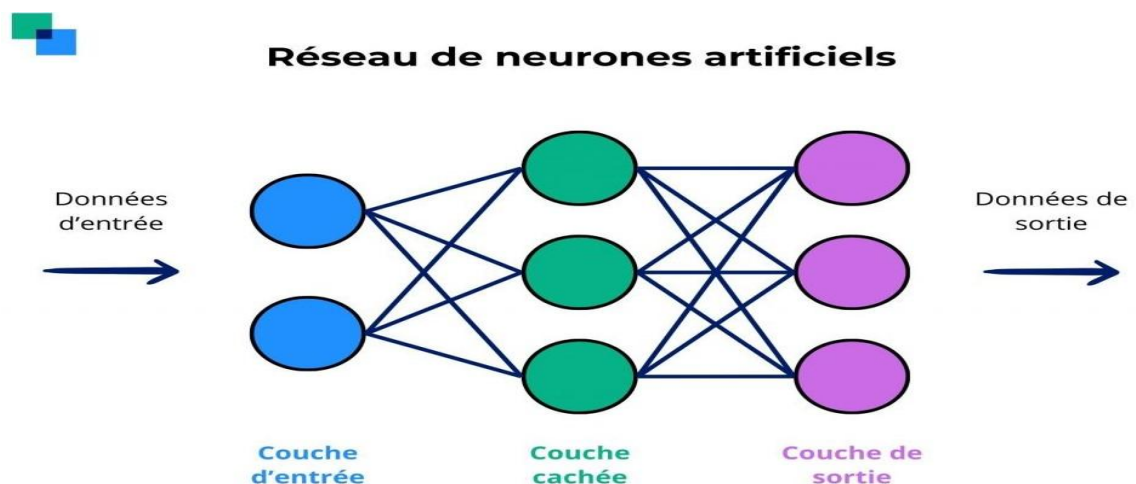 Réseau de neurones artificiels
Données
d’entrée
Données de
sortie
Couche
d’entrée
Couche
cachée
Couche de
sortie